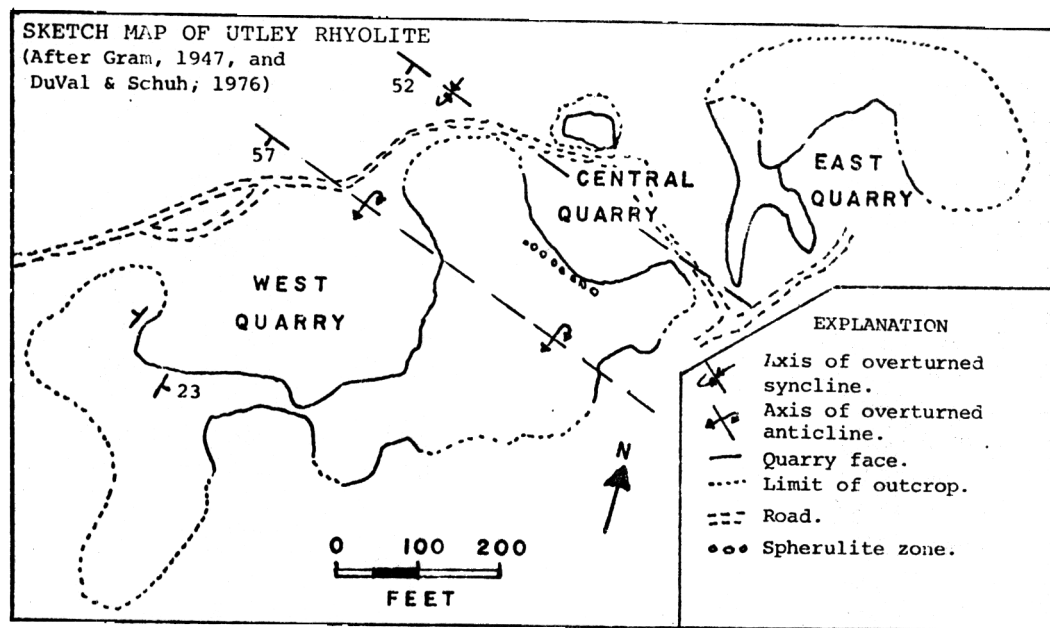 SKETCH MAP OF UTLEY RHYOLITE
(After Gram, 1947, and
DuVal & Schuh, 1976)
52
57
CENTRAL
QUARRY
EAST
QUARRY
WEST
QUARRY
23
N
0 100 200
FEET
EXPLANATION
Axis of overturned
syncline.
Axis of overturned
anticline.
Quarry face.
Limit of outcrop.
Road.
Spherulite zone.